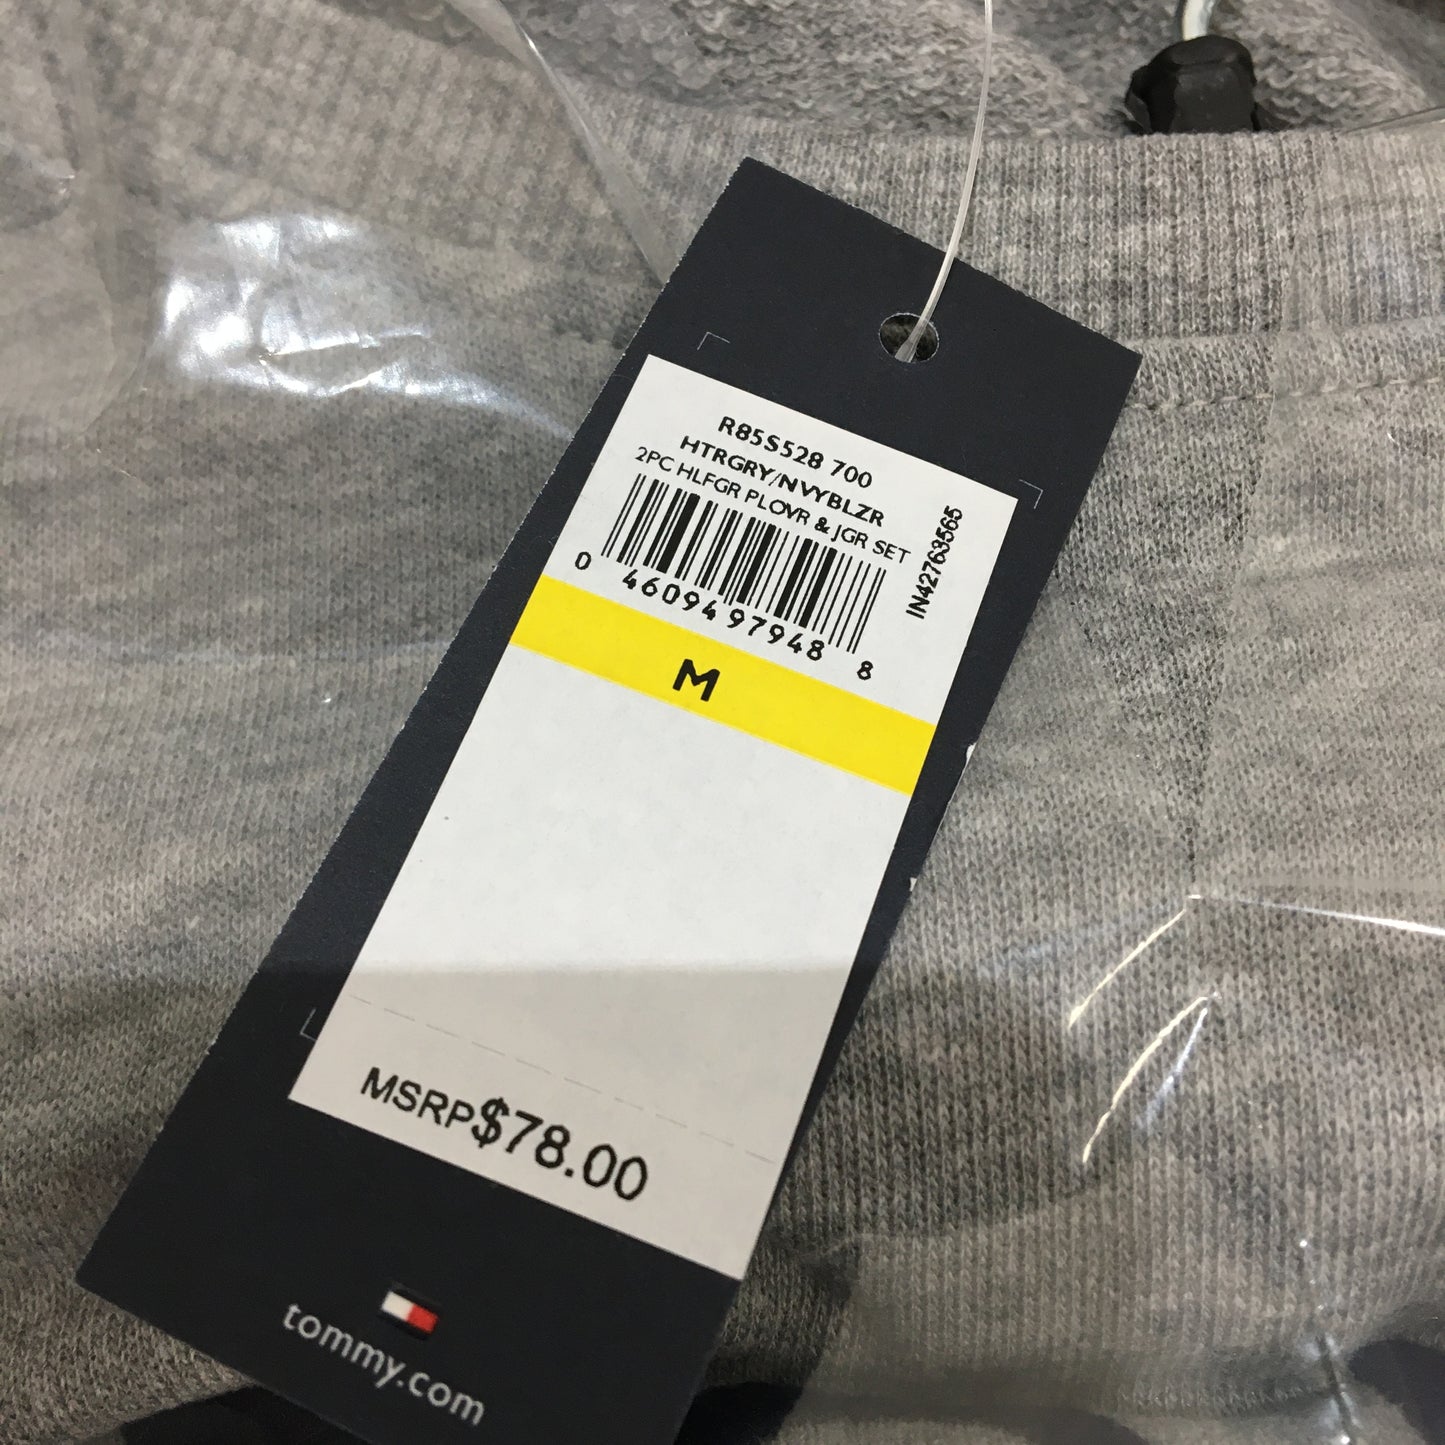 R85S528 700
HTRGRY/NVYBLZR
2PC HLFGR PLOVR & JGR SET
IN42763565
0 46094 97948 8
M
MSRP$78.00
tommy.com